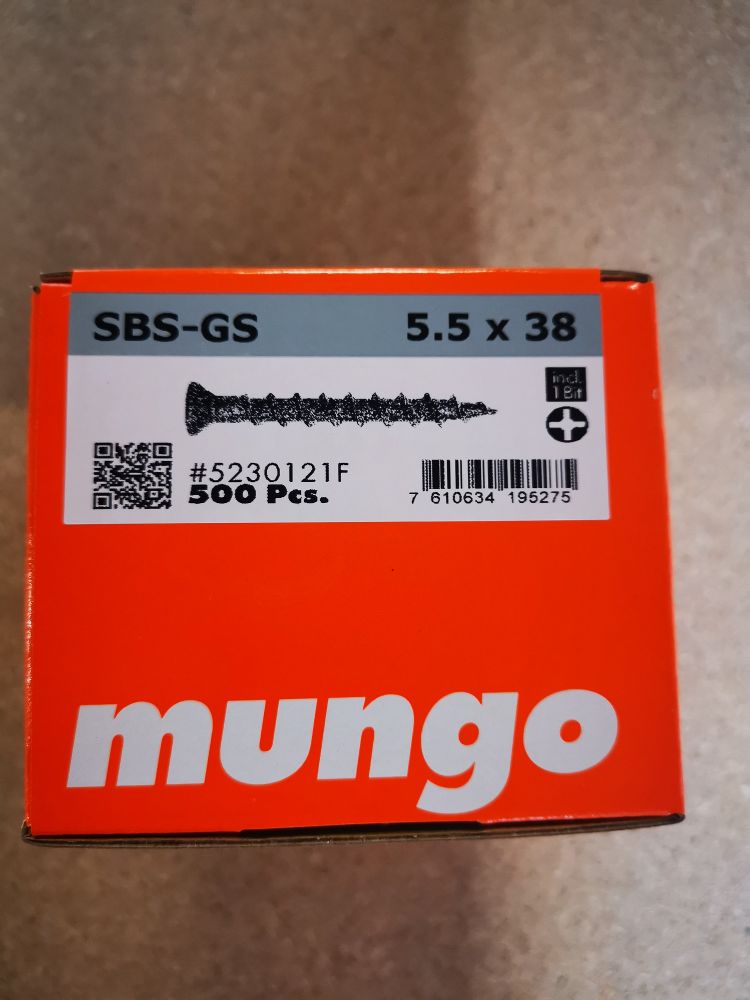 SBS-GS 5.5 x 38
incl.
1 Bit
#5230121F
500 Pcs.
7 610634 195275
mungo